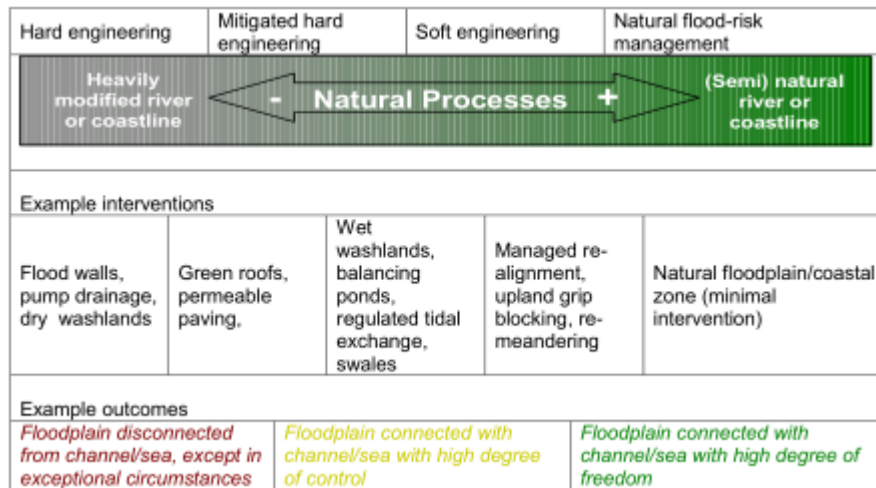 Hard engineering
Mitigated hard
engineering
Soft engineering
Natural flood-risk
management
Heavily
modified river
or coastline
- Natural Processes +
(Semi) natural
river or
coastline
Example interventions
Flood walls,
pump drainage,
dry washlands
Green roofs,
permeable
paving,
Wet
washlands,
balancing
ponds,
regulated tidal
exchange,
swales
Managed re-
alignment,
upland grip
blocking, re-
meandering
Natural floodplain/coastal
zone (minimal
intervention)
Example outcomes
Floodplain disconnected
from channel/sea, except in
exceptional circumstances
Floodplain connected with
channel/sea with high degree
of control
Floodplain connected with
channel/sea with high degree of
freedom